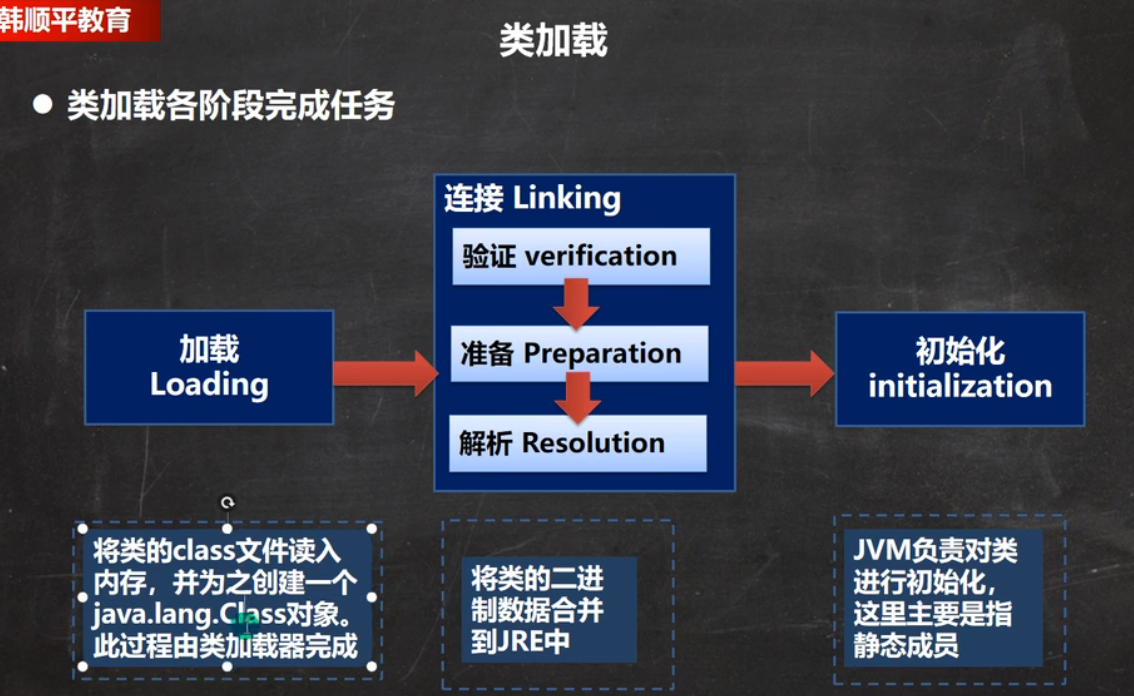 韩顺平教育
类加载
● 类加载各阶段完成任务
连接 Linking
验证 verification
准备 Preparation
解析 Resolution
加载
Loading
初始化
initialization
将类的class文件读入
内存，并为之创建一个
java.lang.Class对象。
此过程由类加载器完成
将类的二进
制数据合并
到JRE中
JVM负责对类
进行初始化，
这里主要是指
静态成员